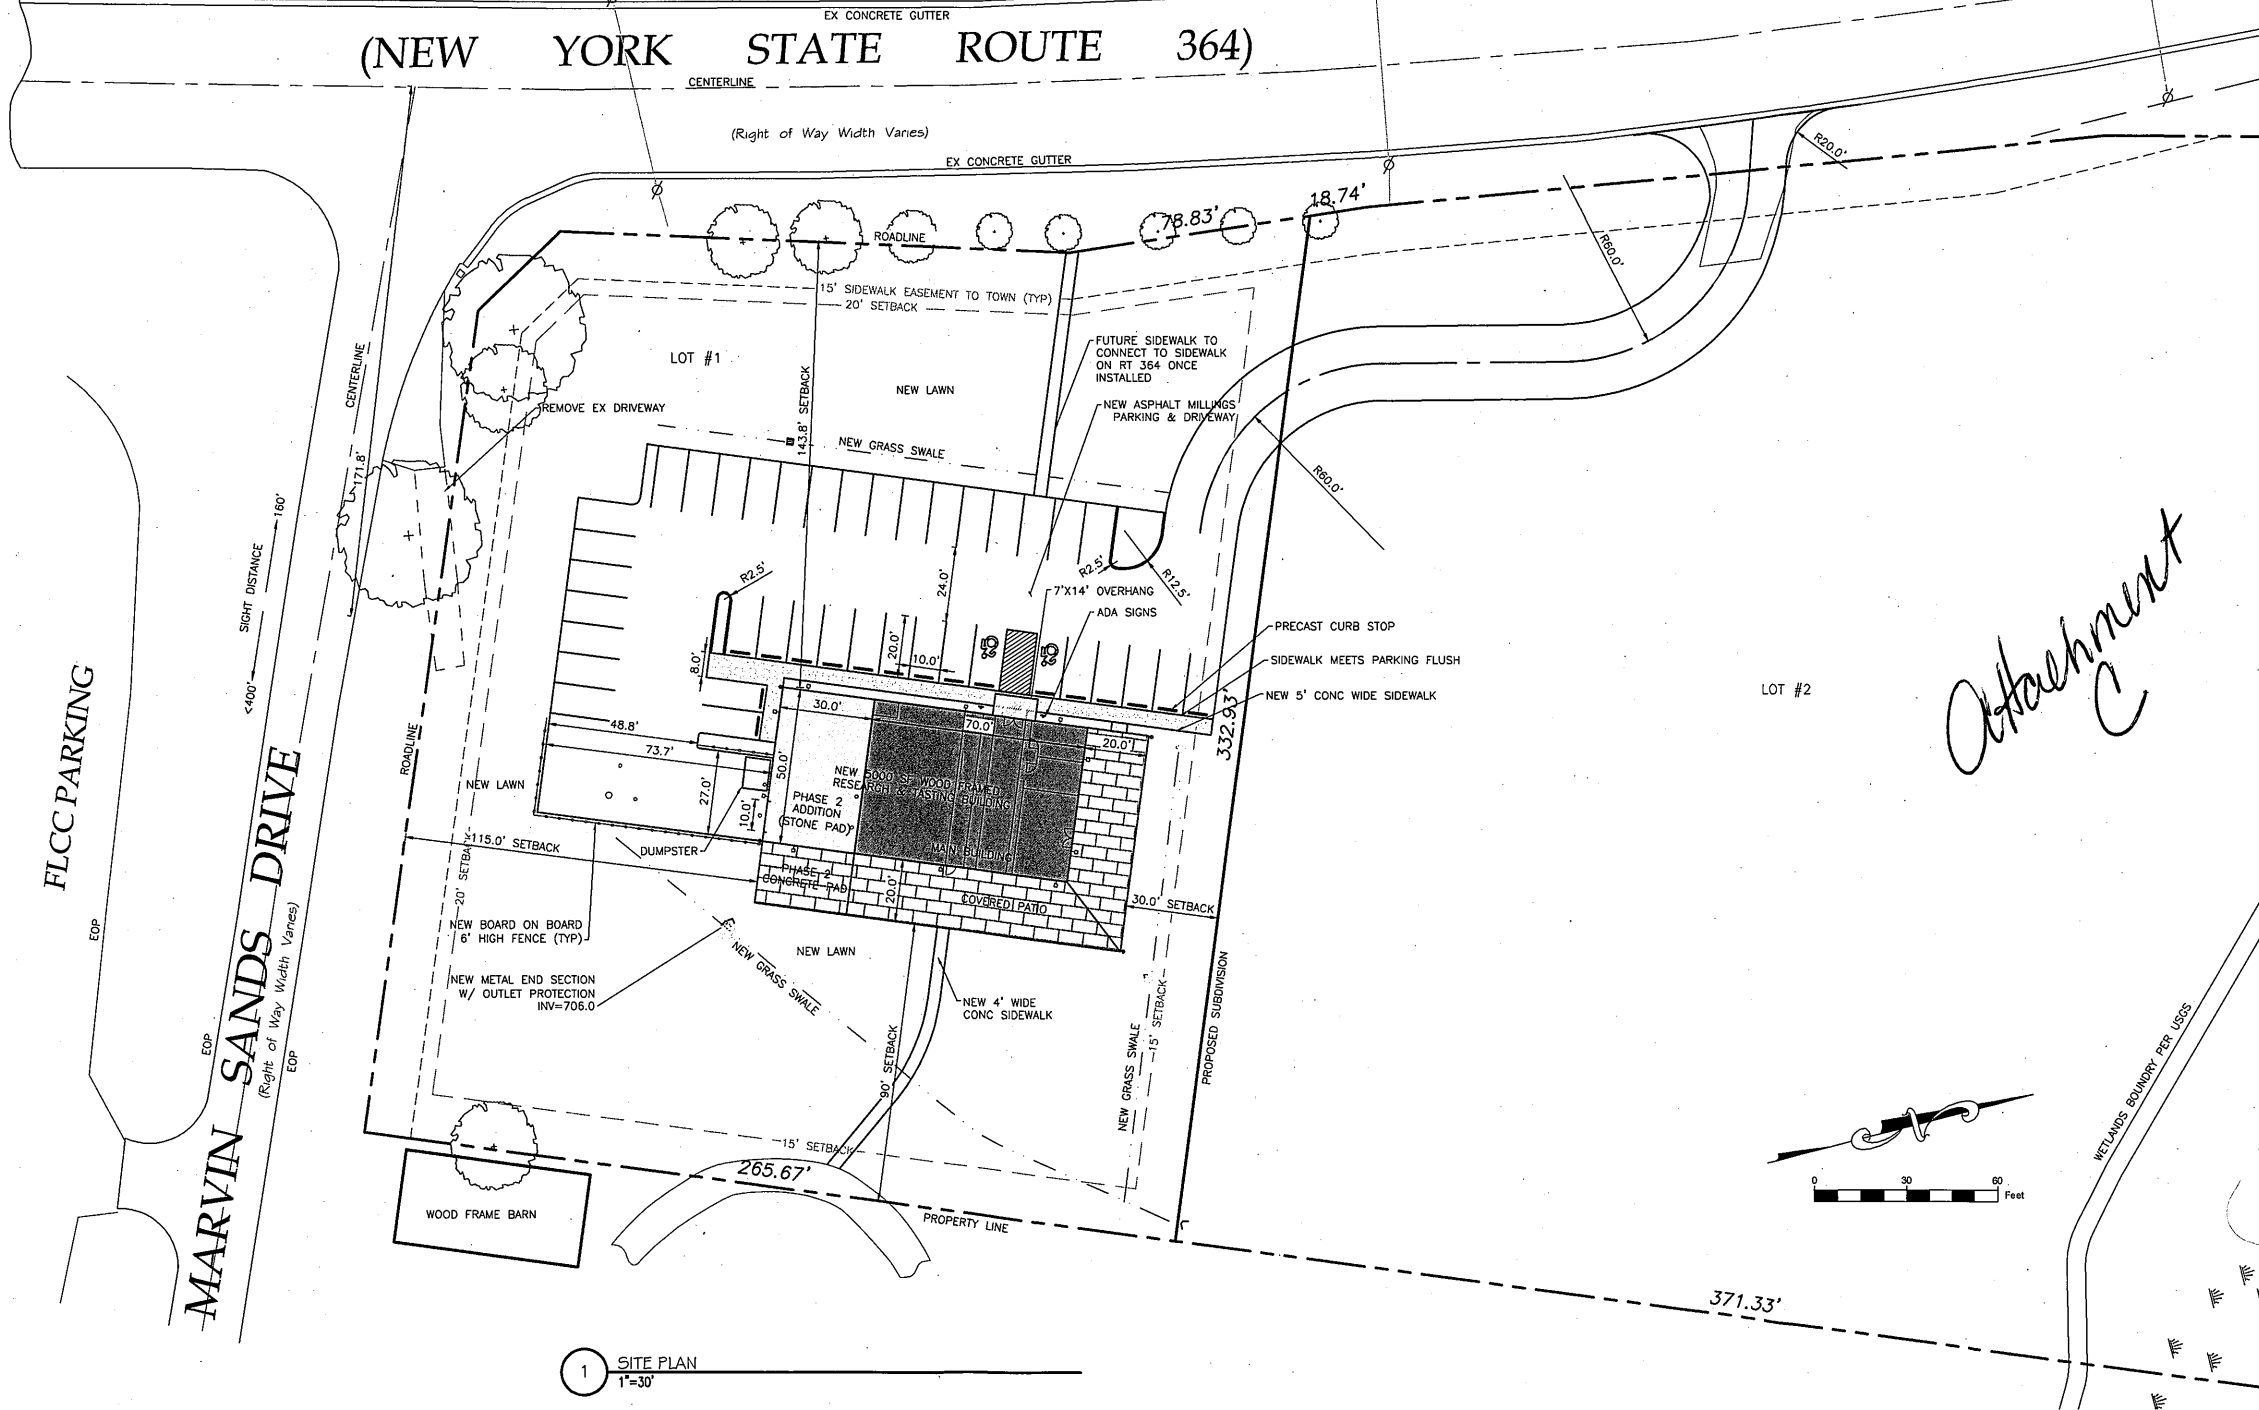 EX CONCRETE GUTTER
(NEW YORK STATE ROUTE 364)
CENTERLINE
(Right of Way Width Varies)
EX CONCRETE GUTTER
R20.0'
18.74'
78.83'
ROADLINE
R60.0'
15' SIDEWALK EASEMENT TO TOWN (TYP)
20' SETBACK
LOT #1
FUTURE SIDEWALK TO
CONNECT TO SIDEWALK
ON RT 364 ONCE
INSTALLED
CENTERLINE
143.8' SETBACK
NEW LAWN
REMOVE EX DRIVEWAY
NEW ASPHALT MILLINGS
PARKING & DRIVEWAY
NEW GRASS SWALE
171.8'
R60.0'
160'
SIGHT DISTANCE
<400'
R2.5'
24.0'
R2.5'
R12.5'
7'X14' OVERHANG
ADA SIGNS
PRECAST CURB STOP
20.0'
10.0'
8.0'
SIDEWALK MEETS PARKING FLUSH
NEW 5' CONC WIDE SIDEWALK
LOT #2
Attachment
C
FLCC PARKING
332.93'
30.0'
70.0'
20.0'
48.8'
73.7'
50.0'
ROADLINE
NEW LAWN
27.0'
10.0'
NEW 5000 SF WOOD FRAMED
RESEARCH & TASTING BUILDING
PHASE 2
ADDITION
(STONE PAD)
MAIN BUILDING
DUMPSTER
115.0' SETBACK
20' SETBACK
PHASE 2
CONCRETE PAD
20.0'
COVERED PATIO
30.0' SETBACK
NEW BOARD ON BOARD
6' HIGH FENCE (TYP)
NEW LAWN
NEW GRASS SWALE
NEW METAL END SECTION
W/ OUTLET PROTECTION
INV=706.0
NEW 4' WIDE
CONC SIDEWALK
90' SETBACK
NEW GRASS SWALE
15' SETBACK
PROPOSED SUBDIVISION
EOP
EOP
EOP
MARVIN SANDS DRIVE
(Right of Way Width Varies)
WETLANDS BOUNDRY PER USGS
N
0 30 60
Feet
15' SETBACK
265.67'
WOOD FRAME BARN
PROPERTY LINE
371.33'
1
SITE PLAN
1"=30'